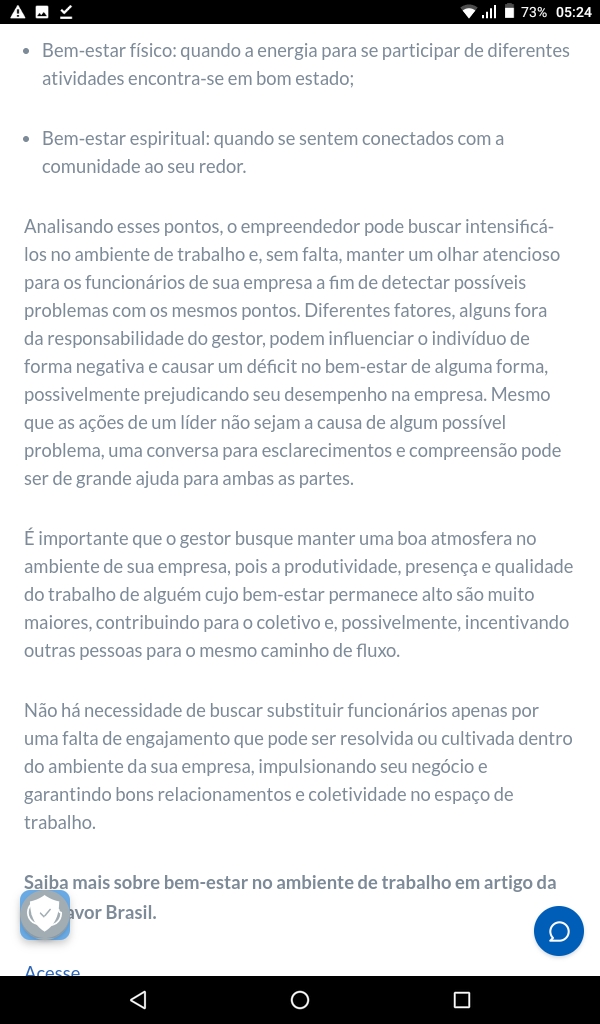 73% 05:24
Bem-estar físico: quando a energia para se participar de diferentes
atividades encontra-se em bom estado;
Bem-estar espiritual: quando se sentem conectados com a
comunidade ao seu redor.
Analisando esses pontos, o empreendedor pode buscar intensificá-
los no ambiente de trabalho e, sem falta, manter um olhar atencioso
para os funcionários de sua empresa a fim de detectar possíveis
problemas com os mesmos pontos. Diferentes fatores, alguns fora
da responsabilidade do gestor, podem influenciar o indivíduo de
forma negativa e causar um déficit no bem-estar de alguma forma,
possivelmente prejudicando seu desempenho na empresa. Mesmo
que as ações de um líder não sejam a causa de algum possível
problema, uma conversa para esclarecimentos e compreensão pode
ser de grande ajuda para ambas as partes.
É importante que o gestor busque manter uma boa atmosfera no
ambiente de sua empresa, pois a produtividade, presença e qualidade
do trabalho de alguém cujo bem-estar permanece alto são muito
maiores, contribuindo para o coletivo e, possivelmente, incentivando
outras pessoas para o mesmo caminho de fluxo.
Não há necessidade de buscar substituir funcionários apenas por
uma falta de engajamento que pode ser resolvida ou cultivada dentro
do ambiente da sua empresa, impulsionando seu negócio e
garantindo bons relacionamentos e coletividade no espaço de
trabalho.
Saiba mais sobre bem-estar no ambiente de trabalho em artigo da
avor Brasil.
Acesse